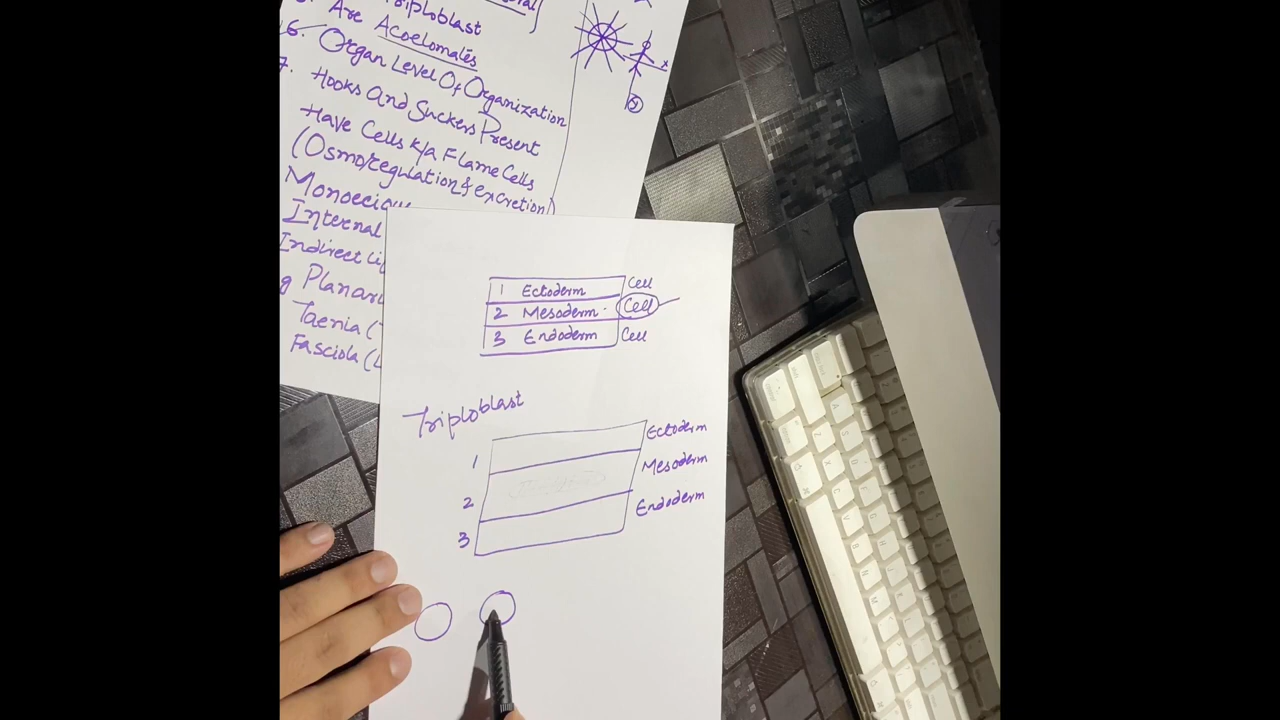 Triploblast
Are Acoelomates
6. Organ Level Of Organization
7. Hooks And Suckers Present
Have Cells k/a Flame Cells
(Osmoregulation & Excretion)
Monoecious
Internal
Indirect
Planari
Taenia (
Fasciola (
1 Ectoderm Cell
2 Mesoderm Cell
3 Endoderm Cell
Triploblast
1 Ectoderm
2 Mesoderm
3 Endoderm